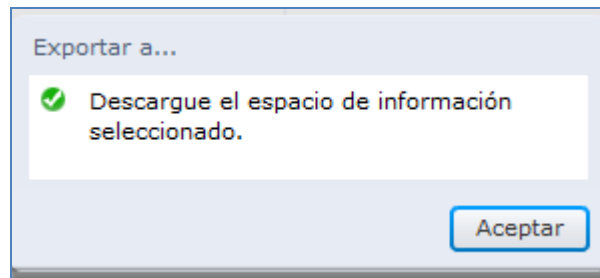 Exportar a...
Descargue el espacio de información
seleccionado.
Aceptar